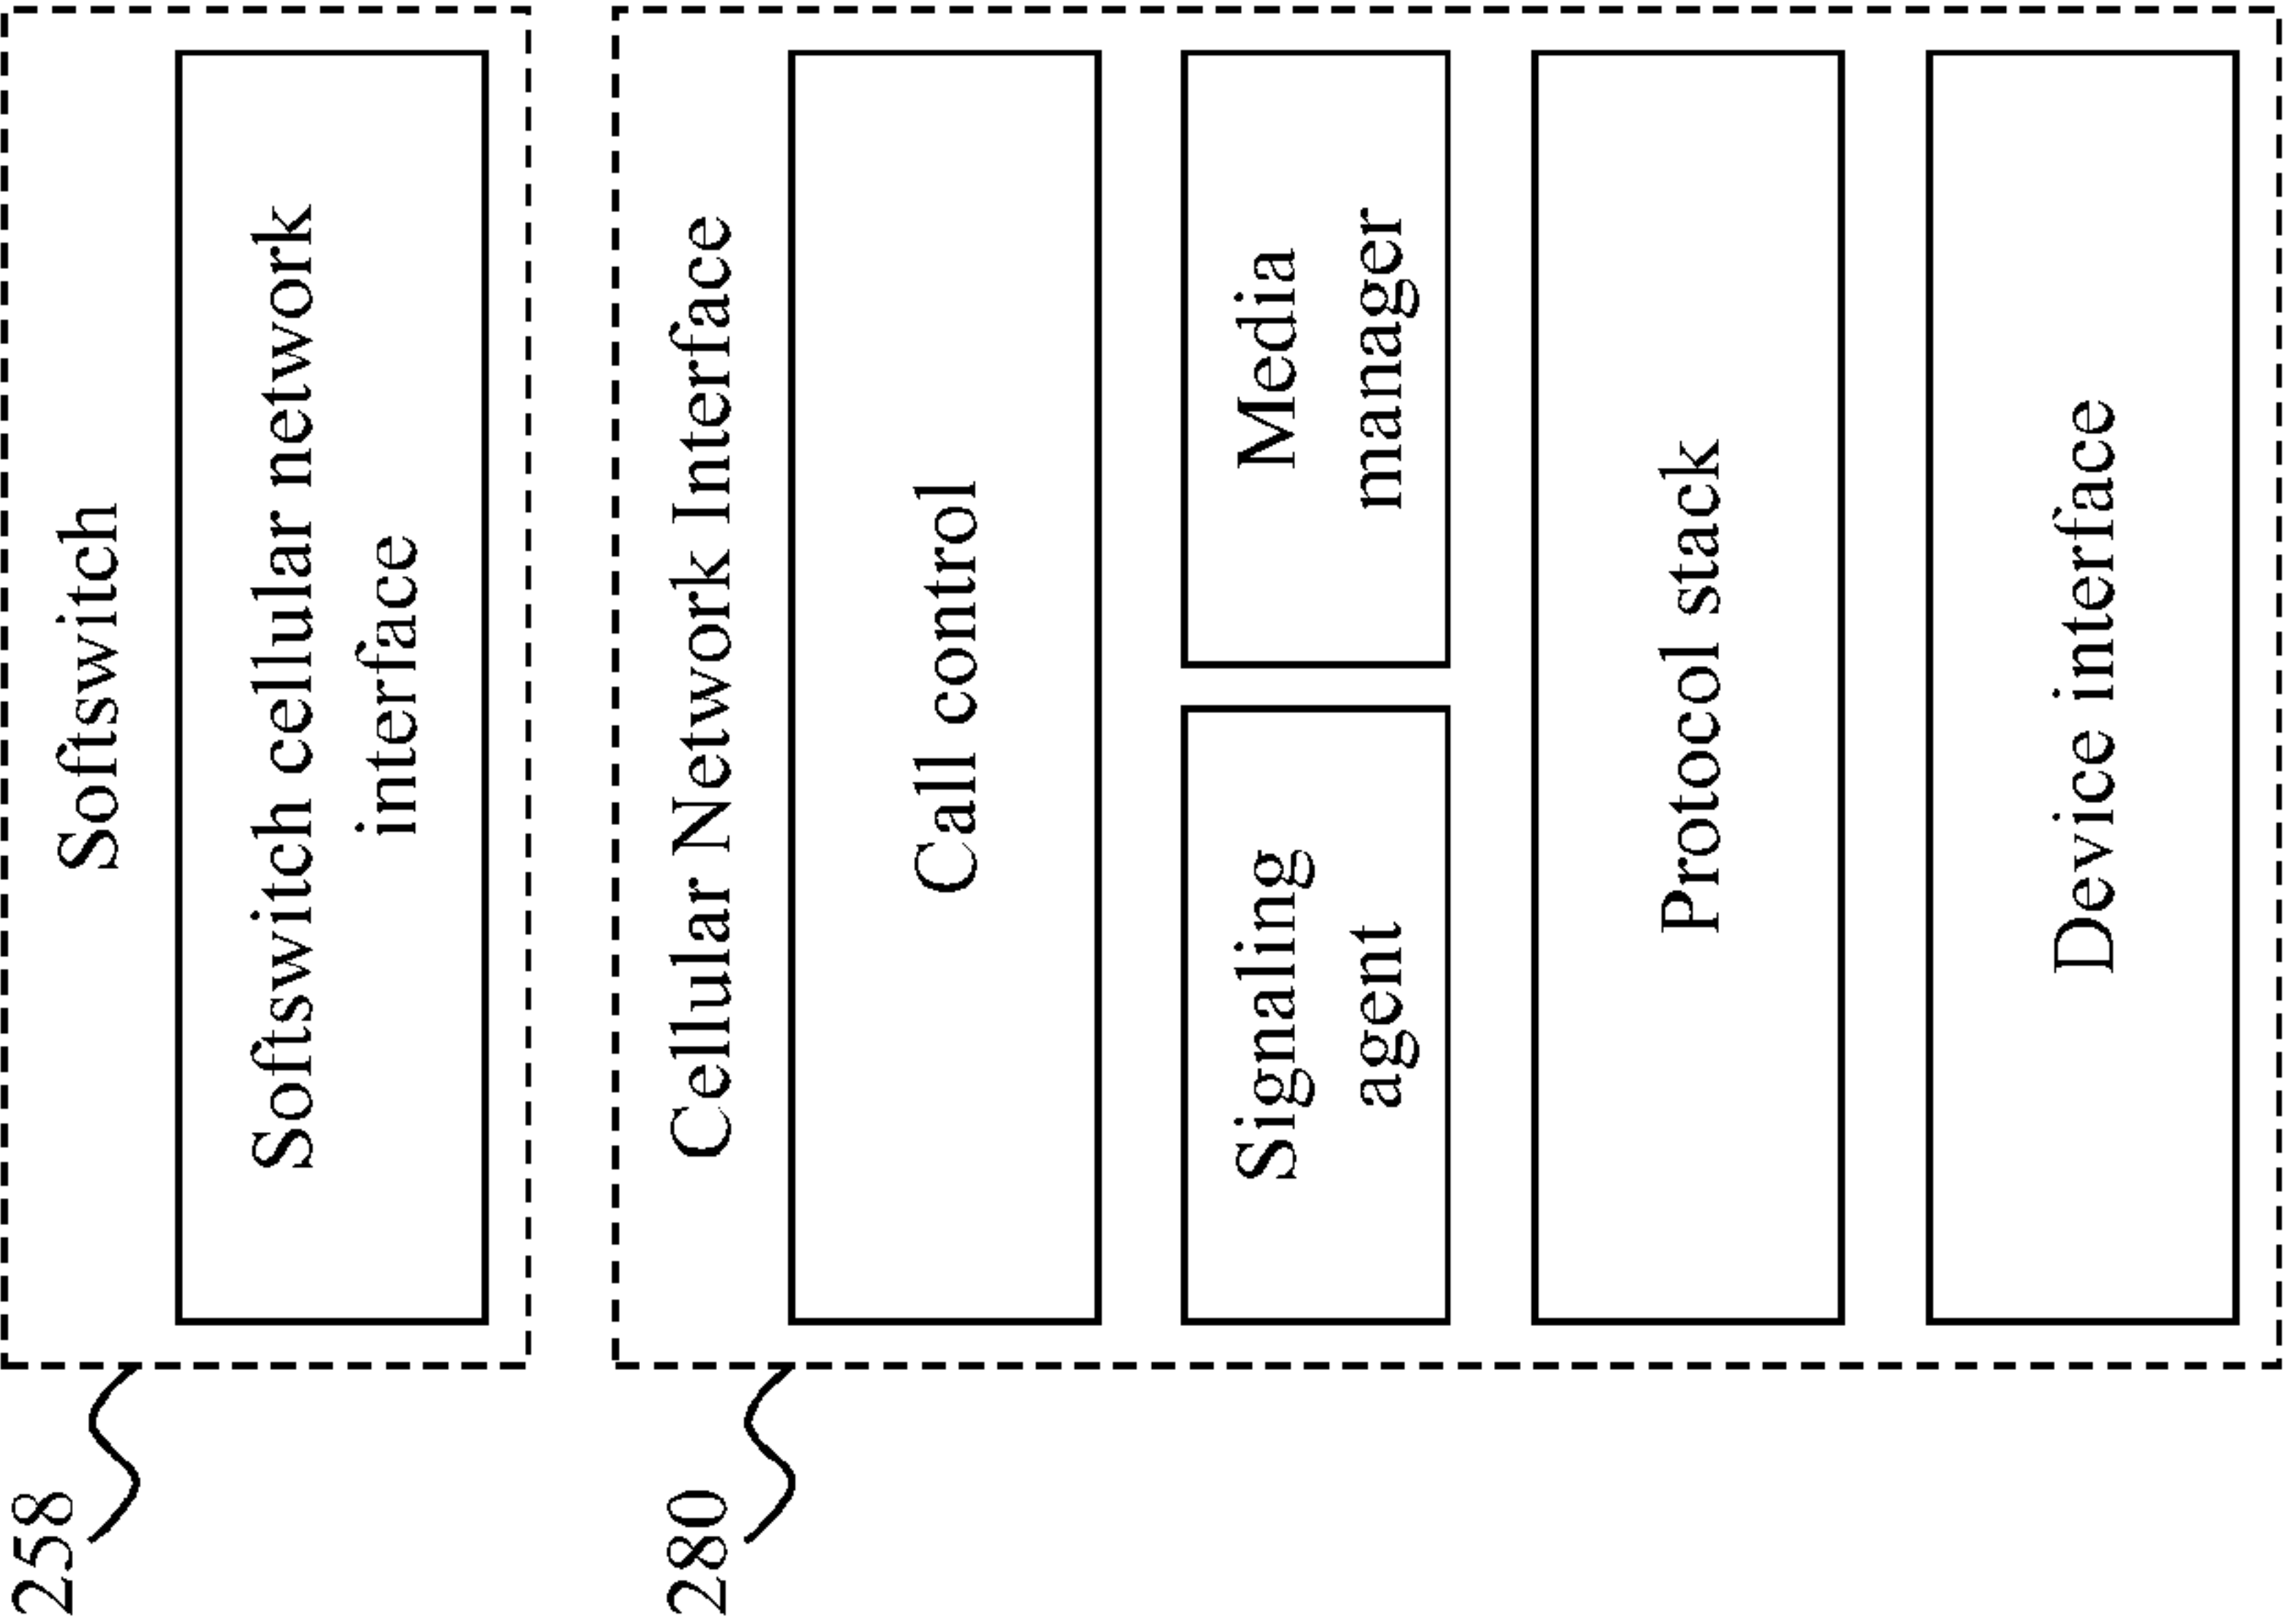 258
Softswitch
Softswitch cellular network
interface
280
Cellular Network Interface
Call control
Signaling
agent
Media
manager
Protocol stack
Device interface